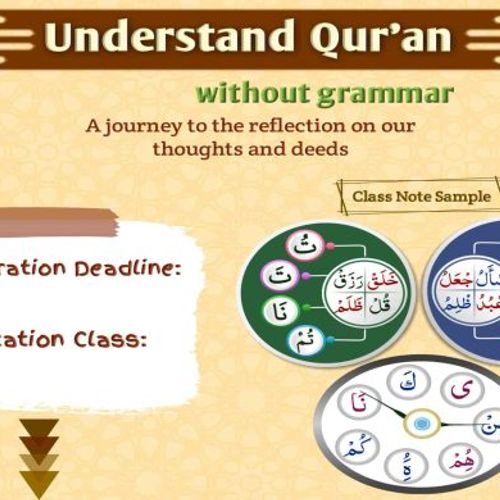 Understand Qur'an
without grammar
A journey to the reflection on our
thoughts and deeds
Class Note Sample
ration Deadline:
tation Class:
تُ
تَ
نَا
تُمْ
خَلَقَ رَزَقَ
قُلْ ظَلَمَ
جَعَلَ
ظَلِمُ
نَا
كَ
ى
كُمْ
هُمْ